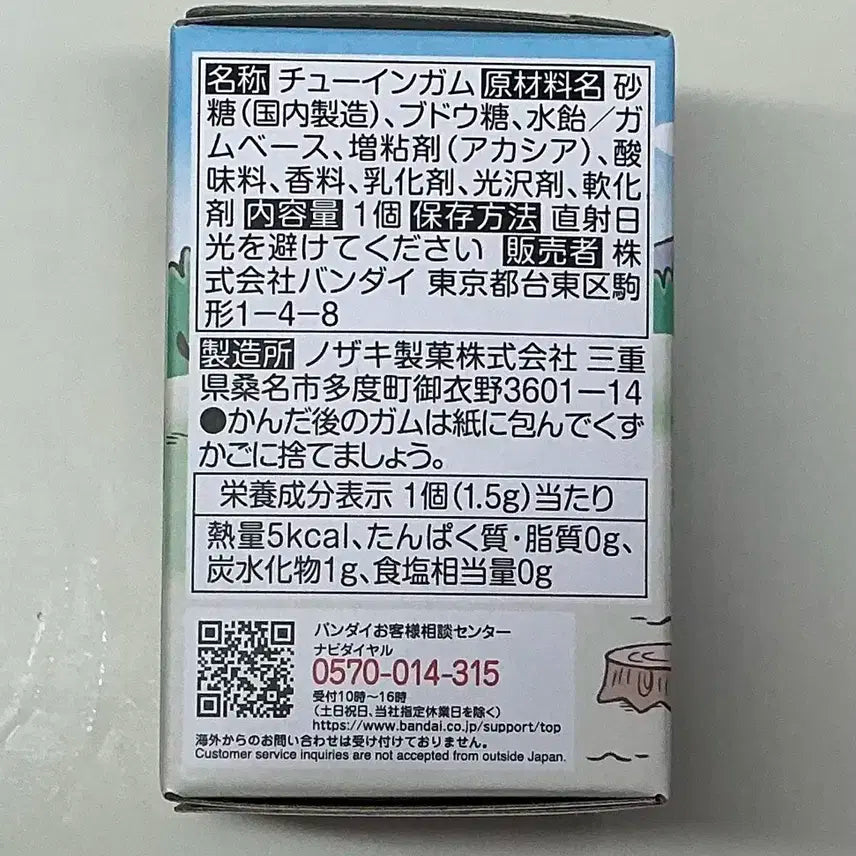 名称 チューインガム 原材料名 砂
糖(国内製造)、ブドウ糖、水飴/ガ
ムベース、増粘剤(アカシア)、酸
味料、香料、乳化剤、光沢剤、軟化
剤 内容量 1個 保存方法 直射日
光を避けてください 販売者 株
式会社バンダイ 東京都台東区駒
形1-4-8
製造所 ノザキ製菓株式会社 三重
県桑名市多度町御衣野3601-14
●かんだ後のガムは紙に包んでくず
かごに捨てましょう。
栄養成分表示 1個(1.5g)当たり
熱量5kcal、たんぱく質・脂質0g、
炭水化物1g、食塩相当量0g
バンダイお客様相談センター
ナビダイヤル
0570-014-315
受付10時~16時
(土日祝日、当社指定休業日を除く)
https://www.bandai.co.jp/support/top
海外からのお問い合わせは受け付けておりません。
Customer service inquiries are not accepted from outside Japan.